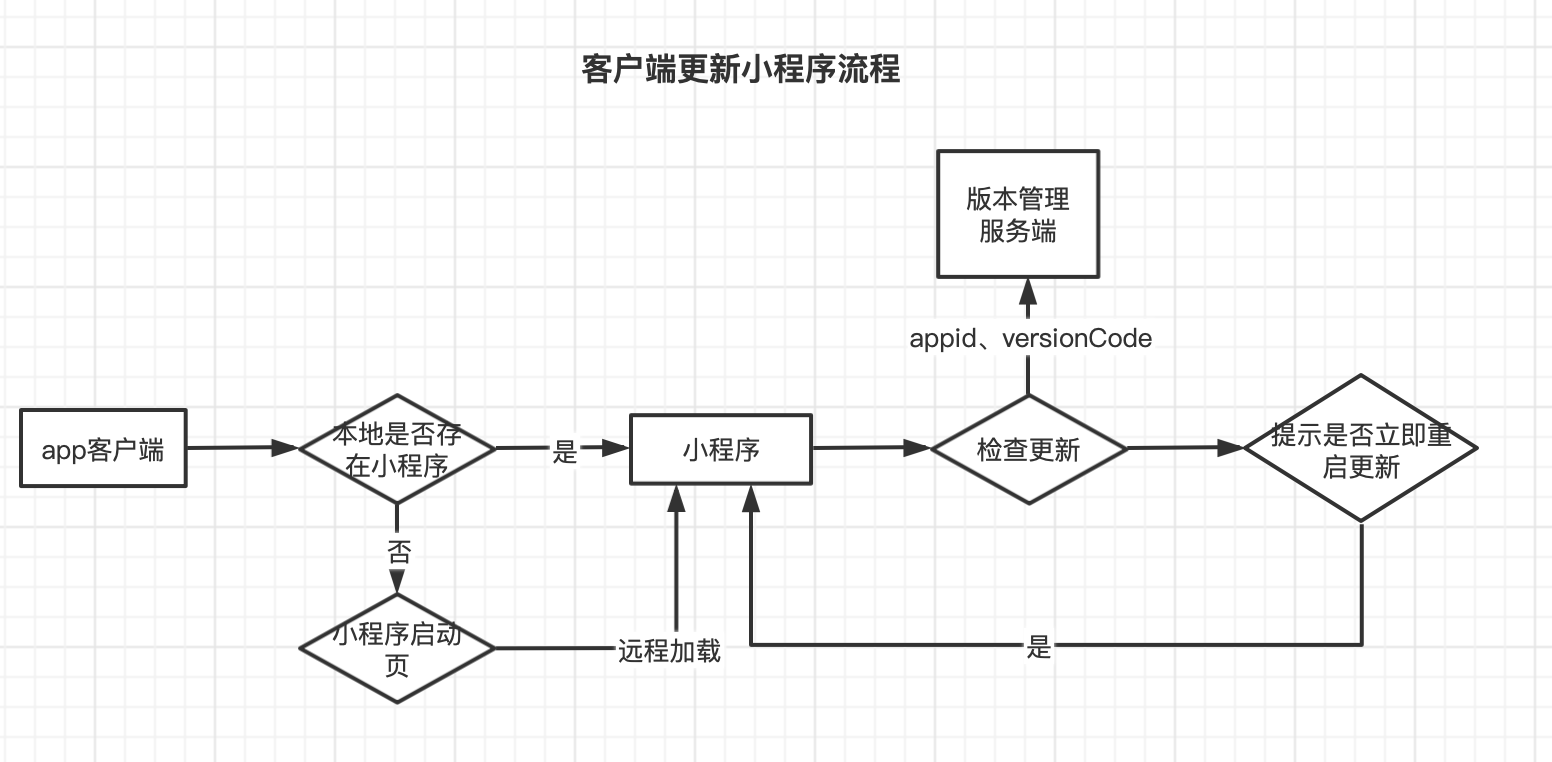 客户端更新小程序流程
版本管理
服务端
appid、versionCode
app客户端
本地是否存
在小程序
是
小程序
检查更新
提示是否立即重
启更新
否
小程序启动
页
远程加载
是